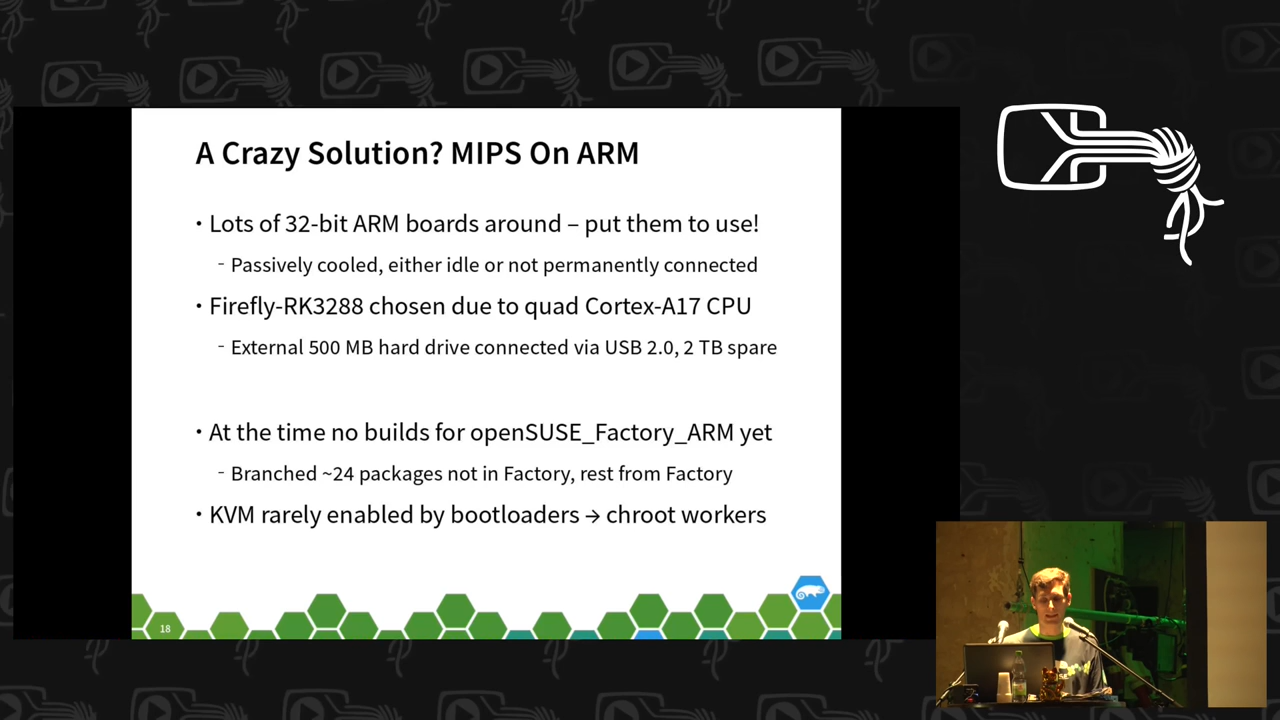 A Crazy Solution? MIPS On ARM
• Lots of 32-bit ARM boards around – put them to use!
- Passively cooled, either idle or not permanently connected
• Firefly-RK3288 chosen due to quad Cortex-A17 CPU
- External 500 MB hard drive connected via USB 2.0, 2 TB spare
• At the time no builds for openSUSE_Factory_ARM yet
- Branched ~24 packages not in Factory, rest from Factory
• KVM rarely enabled by bootloaders → chroot workers
18